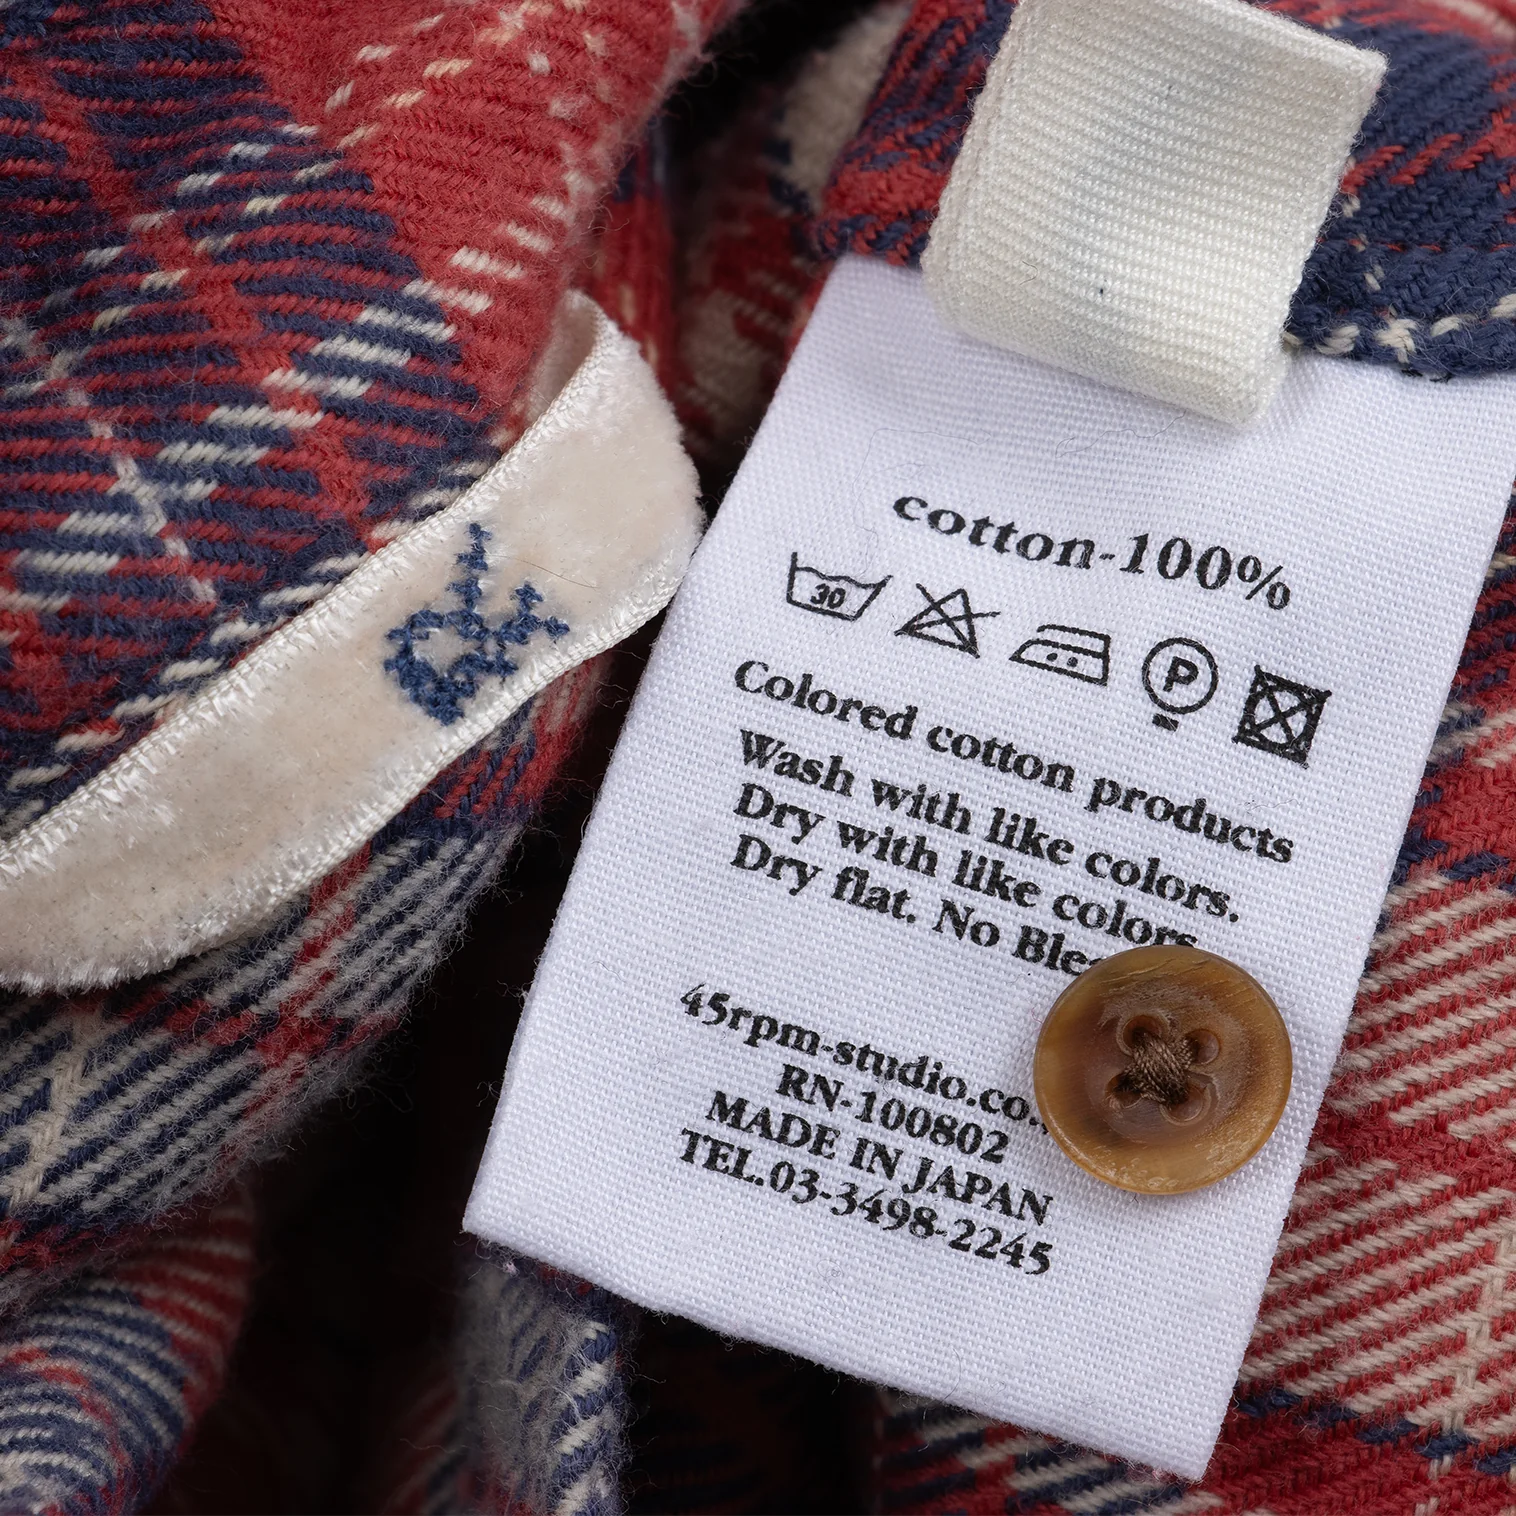 cotton-100%
30
P
Colored cotton products
Wash with like colors.
Dry with like colors.
Dry flat. No
45rpm-studio.co.,
RN-100802
MADE IN JAPAN
TEL.03-3498-2245